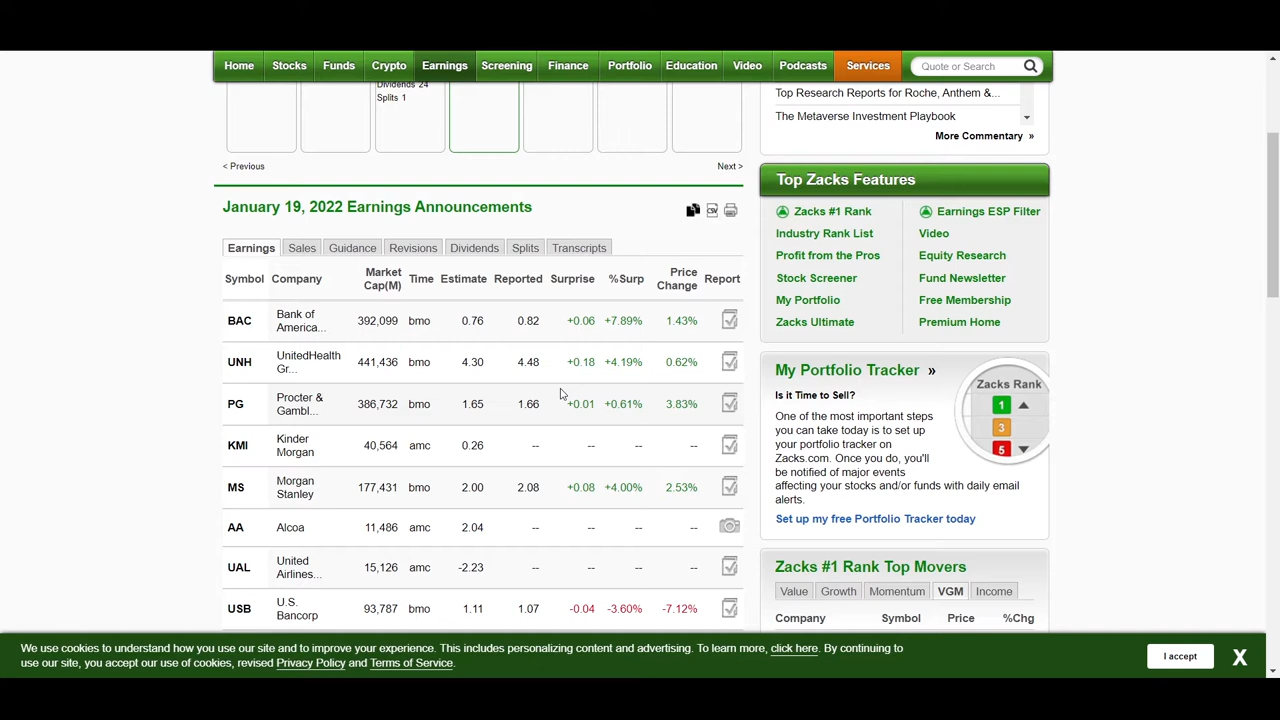 Home Stocks Funds Crypto Earnings Screening Finance Portfolio Education Video Podcasts Services Quote or Search
Dividends 24
Splits 1
< Previous Next >
January 19, 2022 Earnings Announcements
Earnings Sales Guidance Revisions Dividends Splits Transcripts
Symbol Company Market Cap(M) Time Estimate Reported Surprise %Surp Price Change Report
BAC Bank of America... 392,099 bmo 0.76 0.82 +0.06 +7.89% 1.43%
UNH UnitedHealth Gr... 441,436 bmo 4.30 4.48 +0.18 +4.19% 0.62%
PG Procter & Gambl... 386,732 bmo 1.65 1.66 +0.01 +0.61% 3.83%
KMI Kinder Morgan 40,564 amc 0.26 -- -- -- --
MS Morgan Stanley 177,431 bmo 2.00 2.08 +0.08 +4.00% 2.53%
AA Alcoa 11,486 amc 2.04 -- -- -- --
UAL United Airlines... 15,126 amc -2.23 -- -- -- --
USB U.S. Bancorp 93,787 bmo 1.11 1.07 -0.04 -3.60% -7.12%
Top Research Reports for Roche, Anthem &...
The Metaverse Investment Playbook
More Commentary »
Top Zacks Features
Zacks #1 Rank Earnings ESP Filter
Industry Rank List Video
Profit from the Pros Equity Research
Stock Screener Fund Newsletter
My Portfolio Free Membership
Zacks Ultimate Premium Home
My Portfolio Tracker »
Is it Time to Sell?
One of the most important steps
you can take today is to set up
your portfolio tracker on
Zacks.com. Once you do, you'll
be notified of major events
affecting your stocks and/or funds with daily email
alerts.
Set up my free Portfolio Tracker today
Zacks Rank
1
3
5
Zacks #1 Rank Top Movers
Value Growth Momentum VGM Income
Company Symbol Price %Chg
We use cookies to understand how you use our site and to improve your experience. This includes personalizing content and advertising. To learn more, click here. By continuing to
use our site, you accept our use of cookies, revised Privacy Policy and Terms of Service.
I accept X